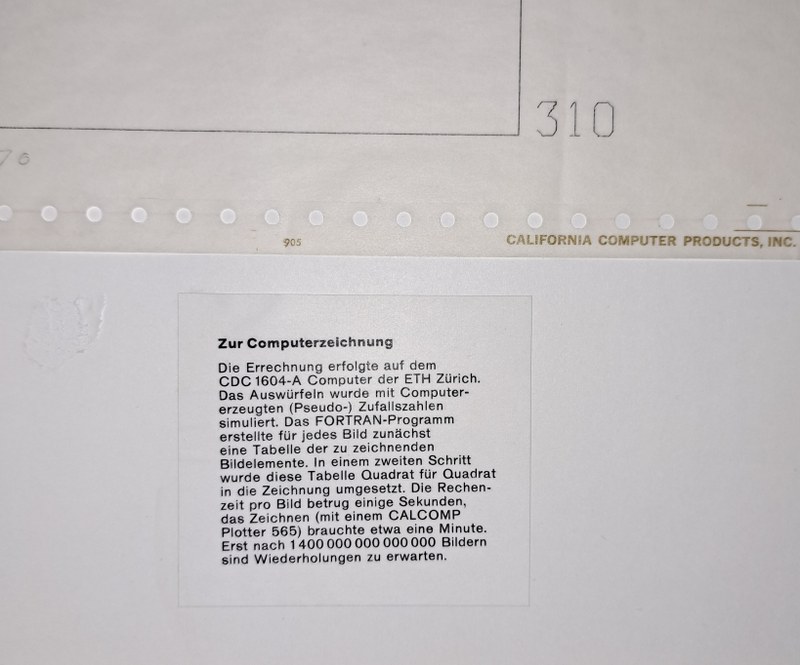 310
70
905
CALIFORNIA COMPUTER PRODUCTS, INC.
Zur Computerzeichnung
Die Errechnung erfolgte auf dem
CDC 1604-A Computer der ETH Zürich.
Das Auswürfeln wurde mit Computer-
erzeugten (Pseudo-) Zufallszahlen
simuliert. Das FORTRAN-Programm
erstellte für jedes Bild zunächst
eine Tabelle der zu zeichnenden
Bildelemente. In einem zweiten Schritt
wurde diese Tabelle Quadrat für Quadrat
in die Zeichnung umgesetzt. Die Rechen-
zeit pro Bild betrug einige Sekunden,
das Zeichnen (mit einem CALCOMP
Plotter 565) brauchte etwa eine Minute.
Erst nach 1 400 000 000 000 000 Bildern
sind Wiederholungen zu erwarten.